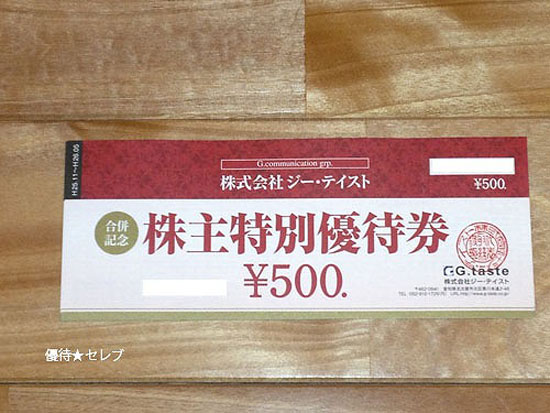 H25.11~H26.05
G.communication grp.
株式会社 ジー・テイスト
¥500.
合併
記念
株主特別優待券
¥500.
G.taste
株式会社ジー・テイスト
優待★セレブ